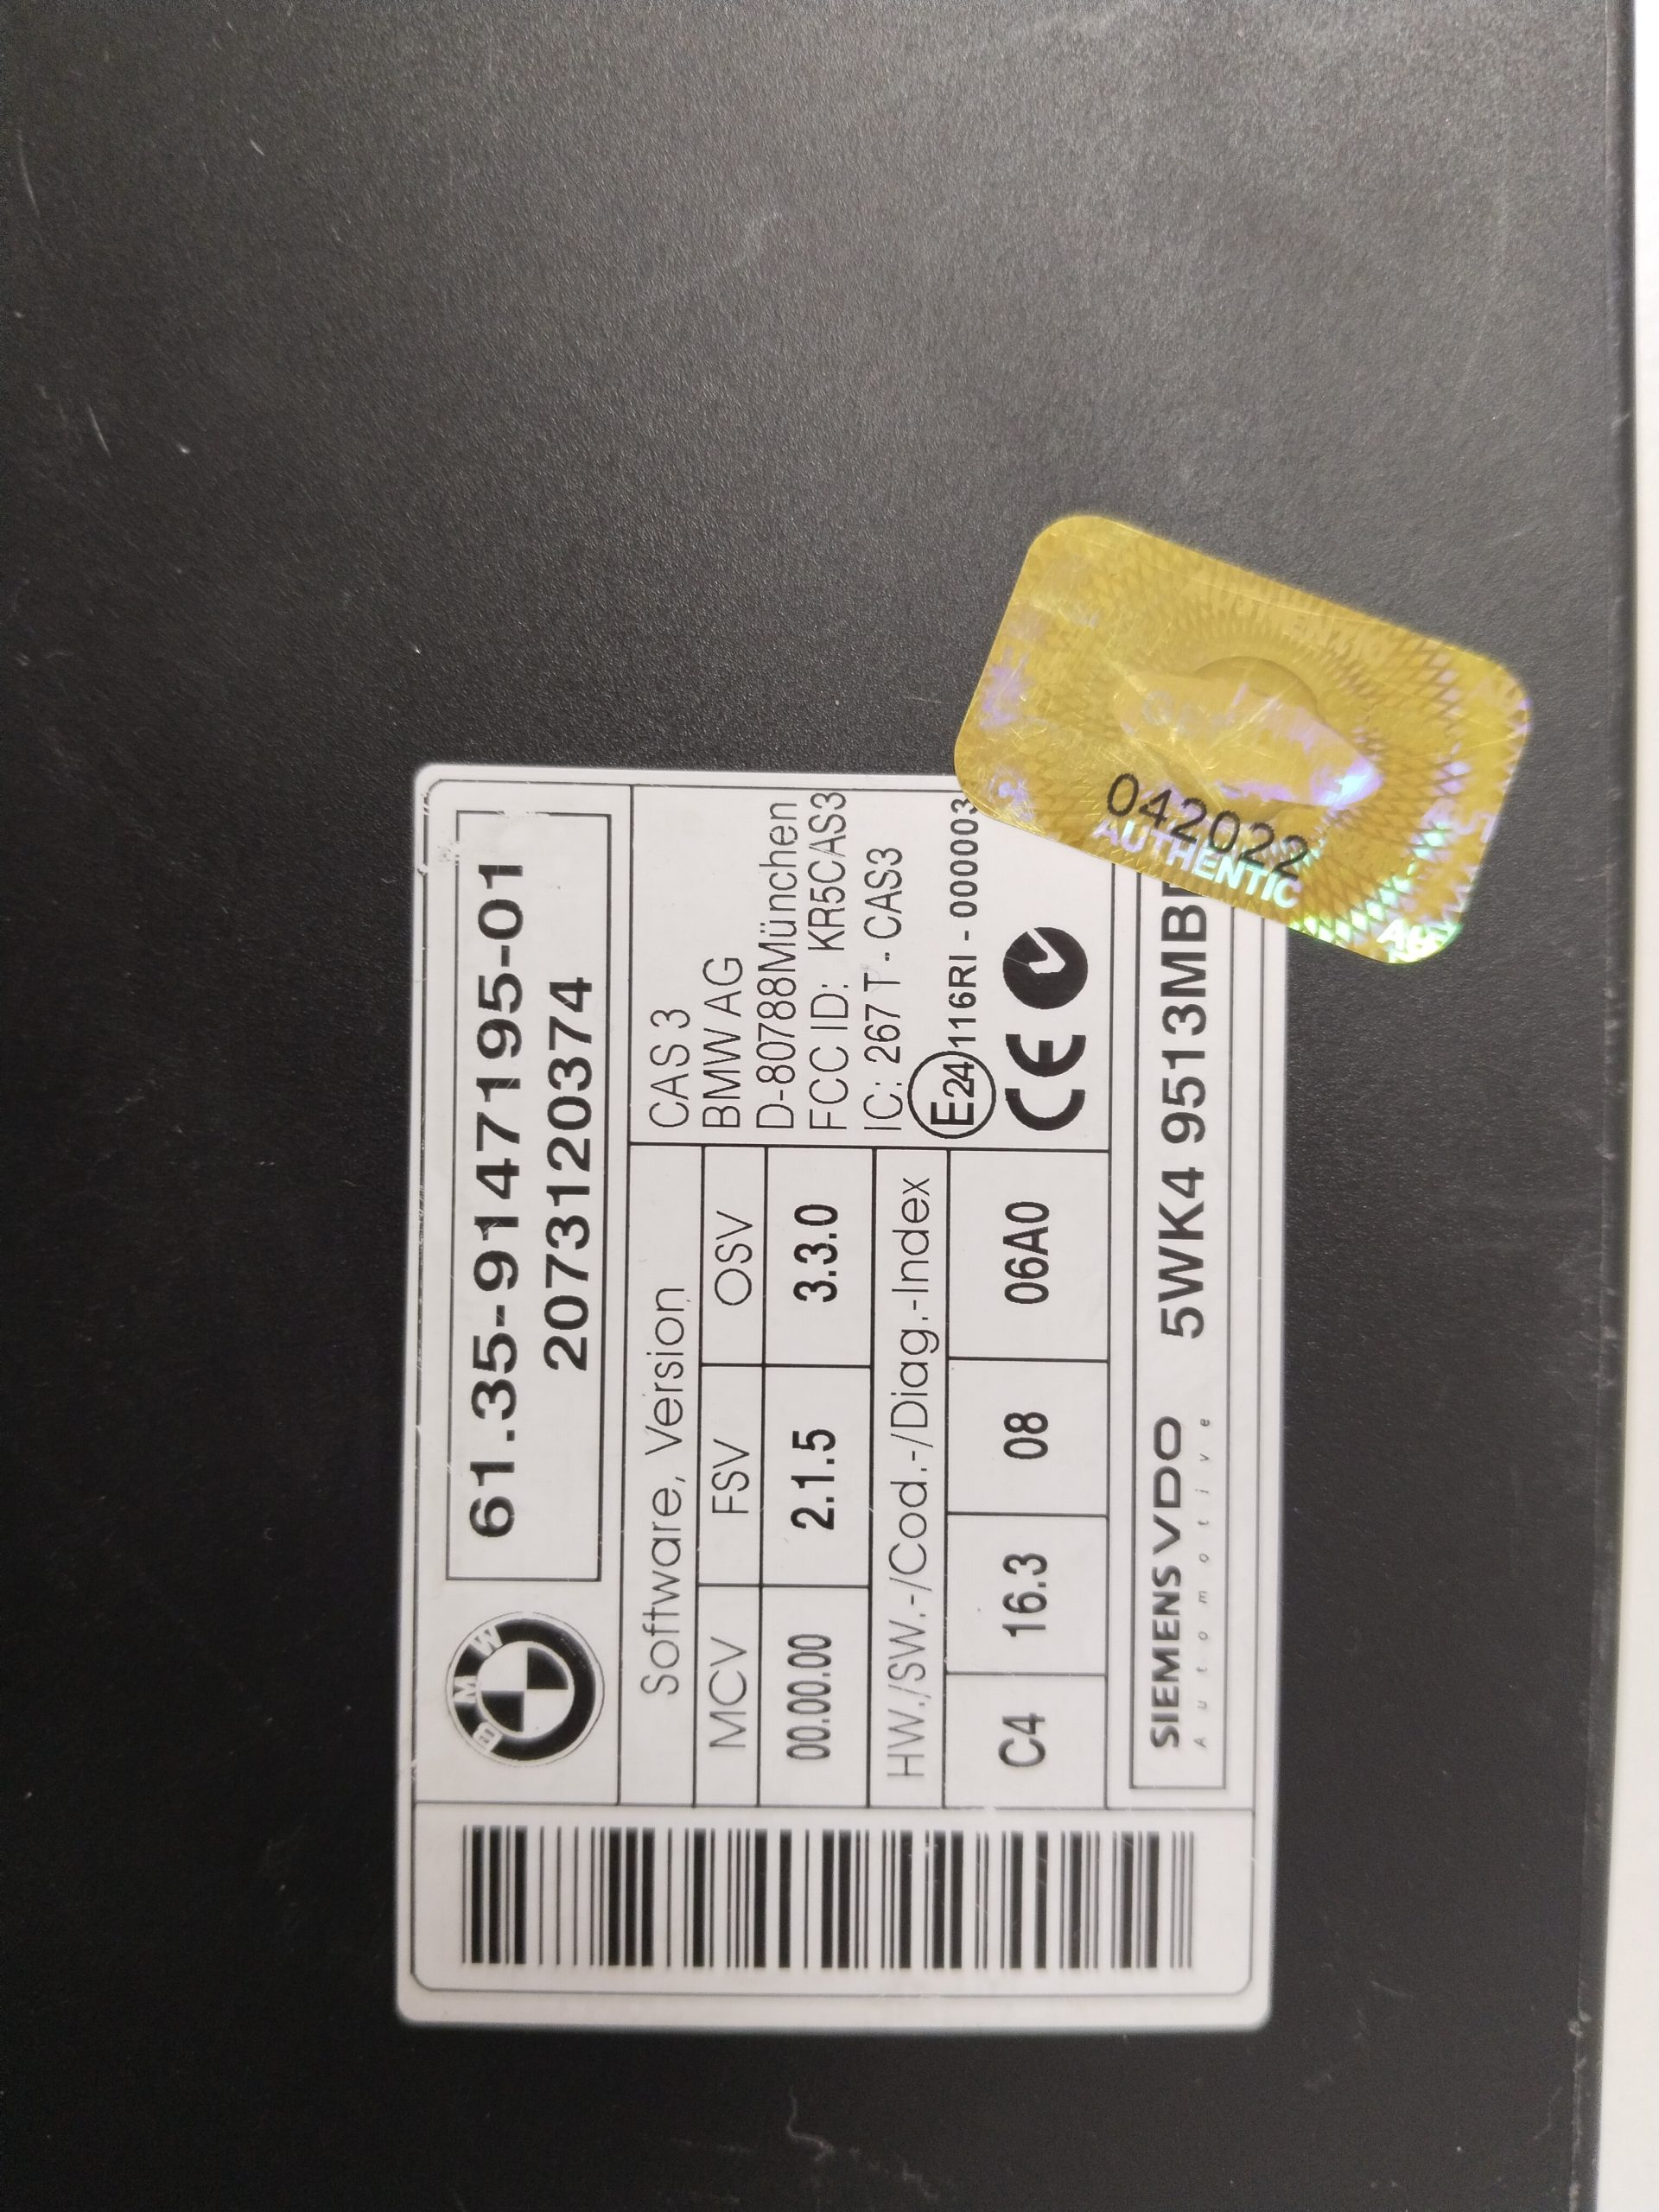 BMW
61.35-9147195-01
2073120374
Software, Version
MCV FSV OSV
00.00.00 2.1.5 3.3.0
HW./SW.-/Cod.-/Diag.-Index
C4 16.3 08 06A0
CAS 3
BMW AG
D-80788München
FCC ID: KR5CAS3
IC: 267 T - CAS3
E24 116RI - 000003
CE
SIEMENS VDO
Automotive
5WK4 9513MB
042022
AUTHENTIC